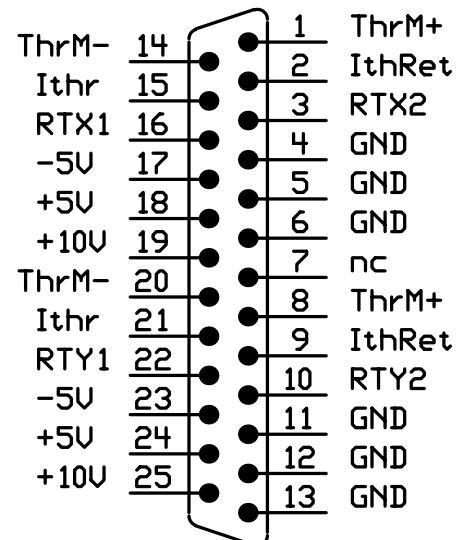 1 ThrM+
ThrM- 14
2 IthRet
Ithr 15
3 RTX2
RTX1 16
4 GND
-5V 17
5 GND
+5V 18
6 GND
+10V 19
7 nc
ThrM- 20
8 ThrM+
Ithr 21
9 IthRet
RTY1 22
10 RTY2
-5V 23
11 GND
+5V 24
12 GND
+10V 25
13 GND